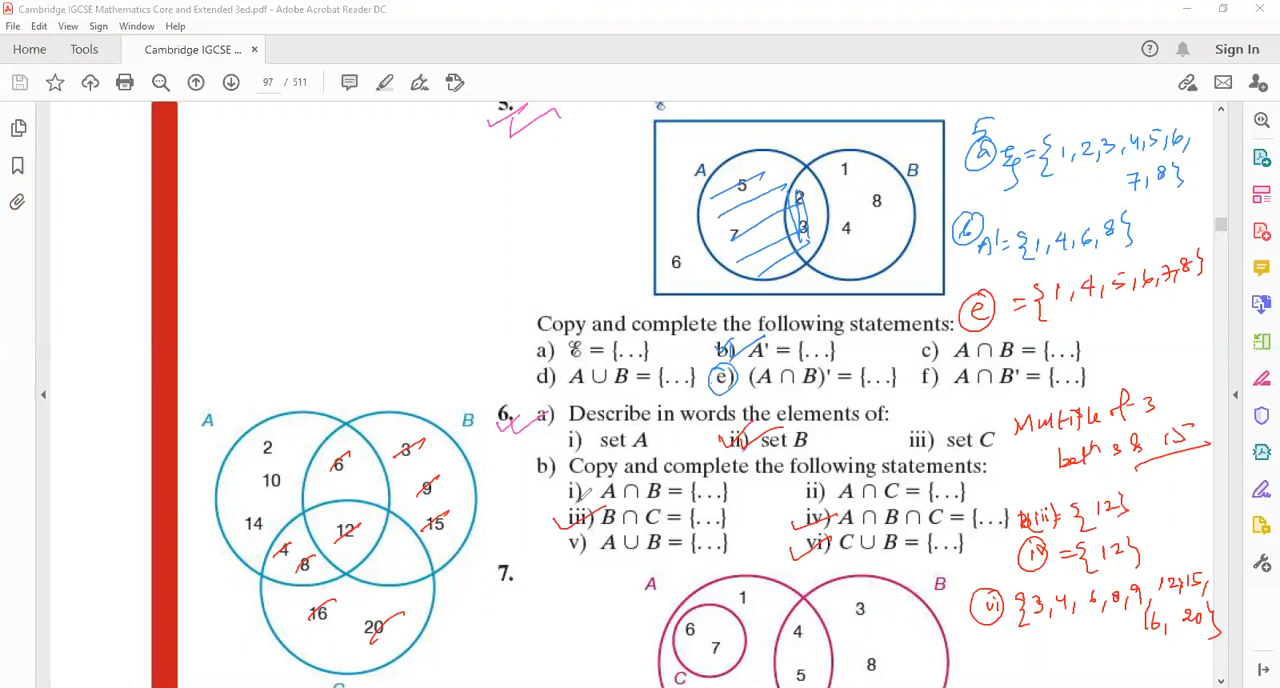 Cambridge IGCSE Mathematics Core and Extended 3ed.pdf - Adobe Acrobat Reader DC
File Edit View Sign Window Help
Home Tools Cambridge IGCSE ... × Sign In
97 / 511
5.
ℰ
A 5 2 1 B
7 3 8
4
6
5
a ℰ = {1, 2, 3, 4, 5, 6,
7, 8}
b A' = {1, 4, 6, 8}
e = {1, 4, 5, 6, 7, 8}
Copy and complete the following statements:
a) ℰ = {...} b) A' = {...} c) A ∩ B = {...}
d) A ∪ B = {...} e) (A ∩ B)' = {...} f) A ∩ B' = {...}
6. a) Describe in words the elements of:
i) set A ii) set B iii) set C
Multiple of 3
15
b) Copy and complete the following statements:
i) A ∩ B = {...} ii) A ∩ C = {...}
iii) B ∩ C = {...} iv) A ∩ B ∩ C = {...}
v) A ∪ B = {...} vi) C ∪ B = {...}
iii) = {12}
iv = {12}
vi {3, 4, 6, 8, 9, 12, 15,
16, 20}
A B
2 6 3
10 9
14 12 15
4
8
16
20
7.
A B
1 3
6 4
7
C 5 8